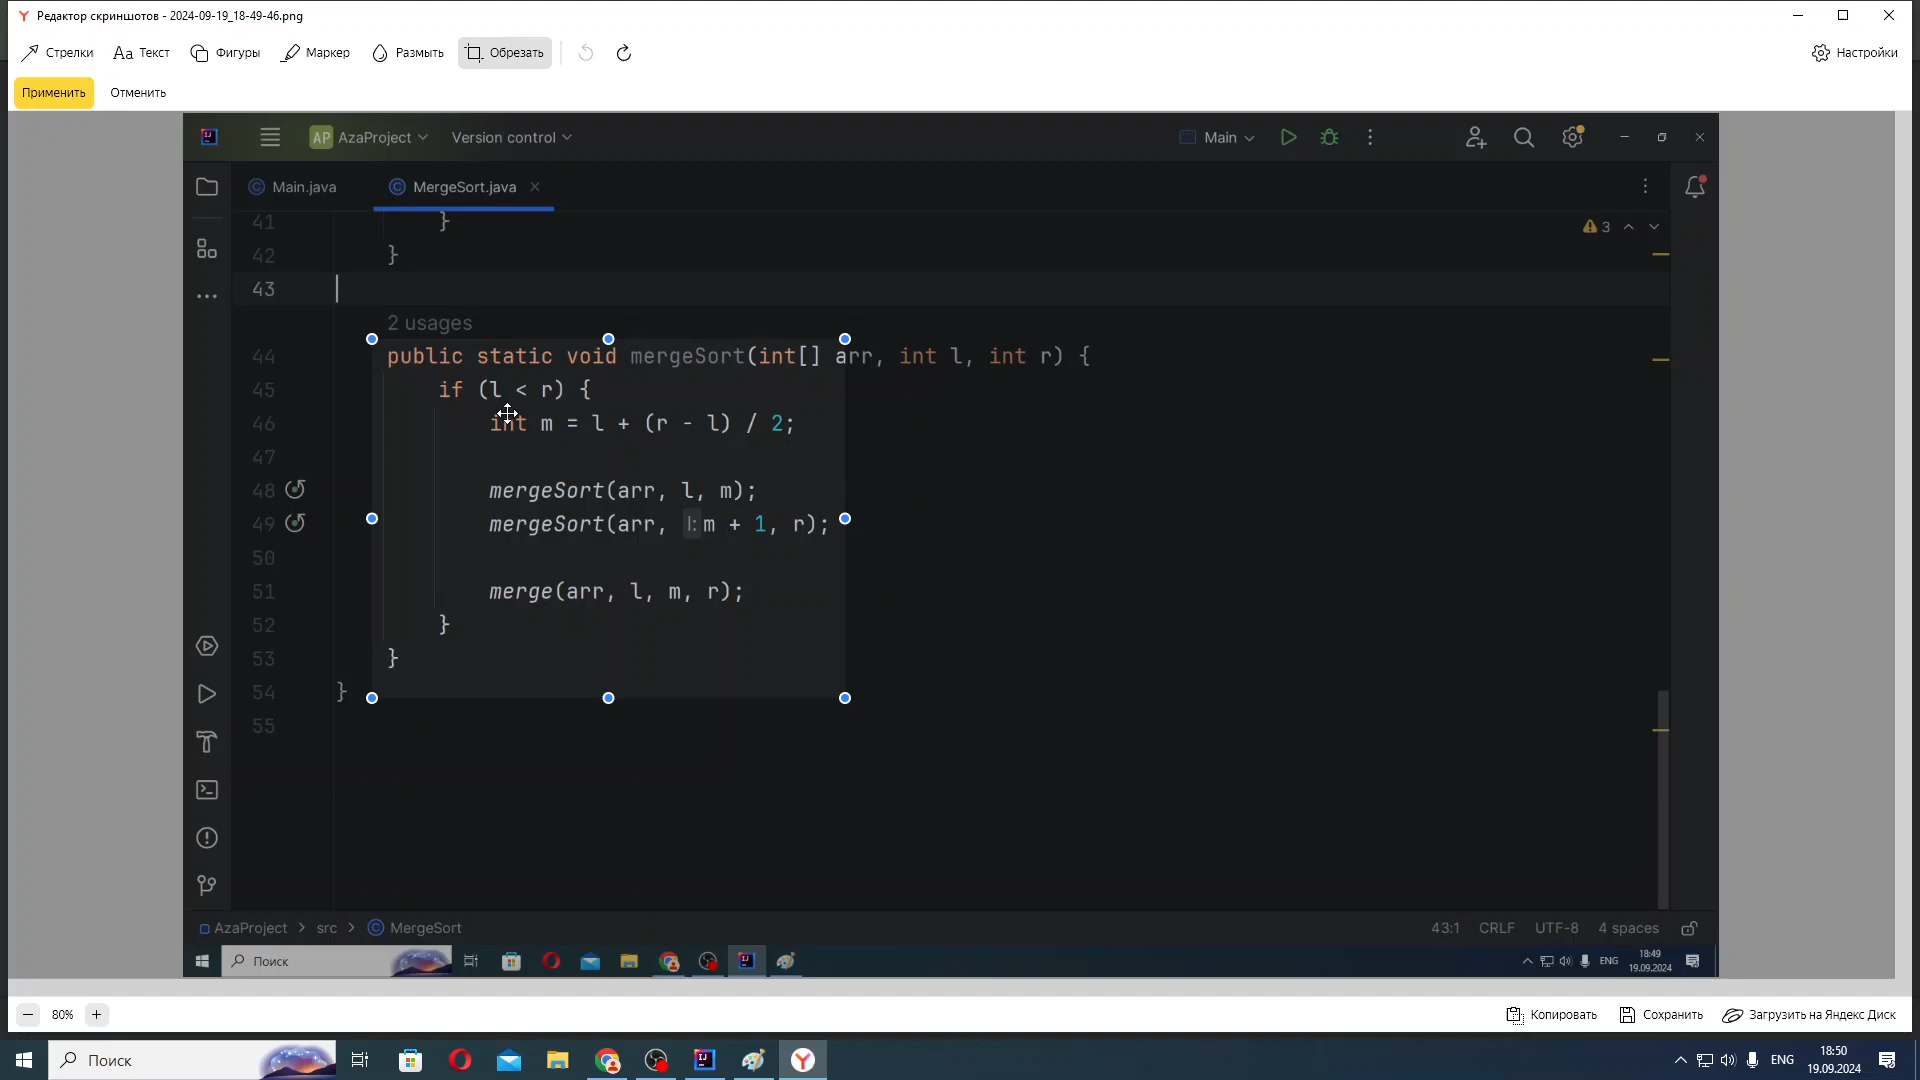 Редактор скриншотов - 2024-09-19_18-49-46.png
Стрелки Aa Текст Фигуры Маркер Размыть Обрезать Настройки
Применить Отменить
AP AzaProject Version control Main
Main.java MergeSort.java
41 }
42 }
3
43
2 usages
44 public static void mergeSort(int[] arr, int l, int r) {
45 if (l < r) {
46 int m = l + (r - l) / 2;
47
48 mergeSort(arr, l, m);
49 mergeSort(arr, l: m + 1, r);
50
51 merge(arr, l, m, r);
52 }
53 }
54 }
55
AzaProject > src > MergeSort 43:1 CRLF UTF-8 4 spaces
Поиск ENG 18:49
19.09.2024
80% Копировать Сохранить Загрузить на Яндекс Диск
Поиск ENG 18:50
19.09.2024